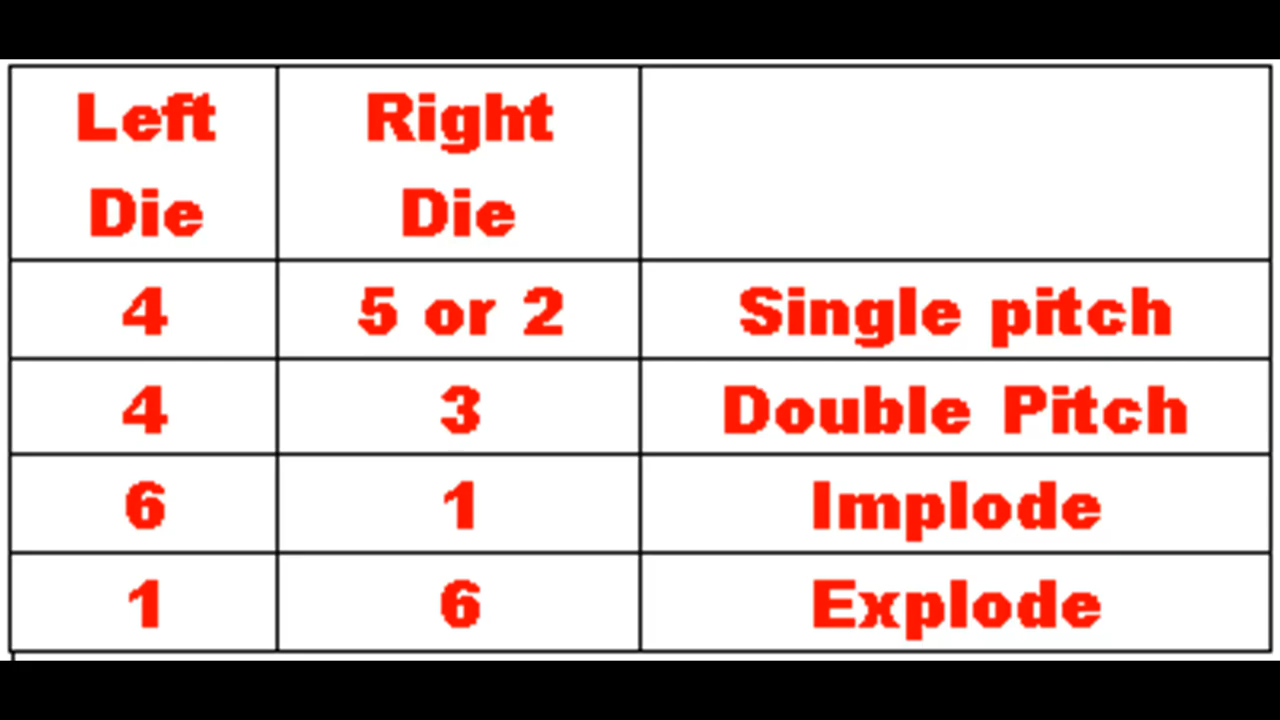 Left Die Right Die
4 5 or 2 Single pitch
4 3 Double Pitch
6 1 Implode
1 6 Explode